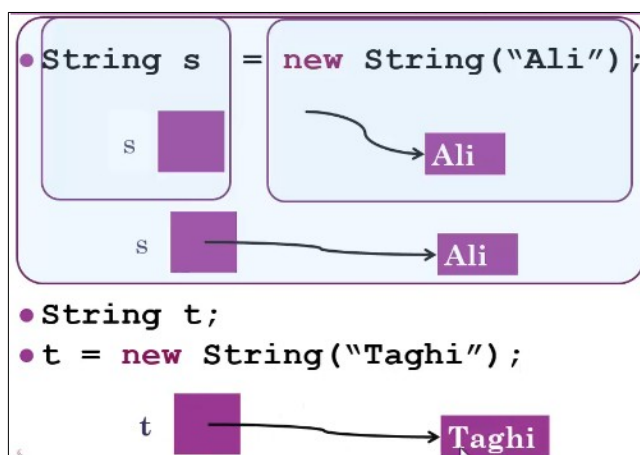 • String s = new String(“Ali”);
s Ali
s Ali
• String t;
• t = new String(“Taghi”);
t Taghi